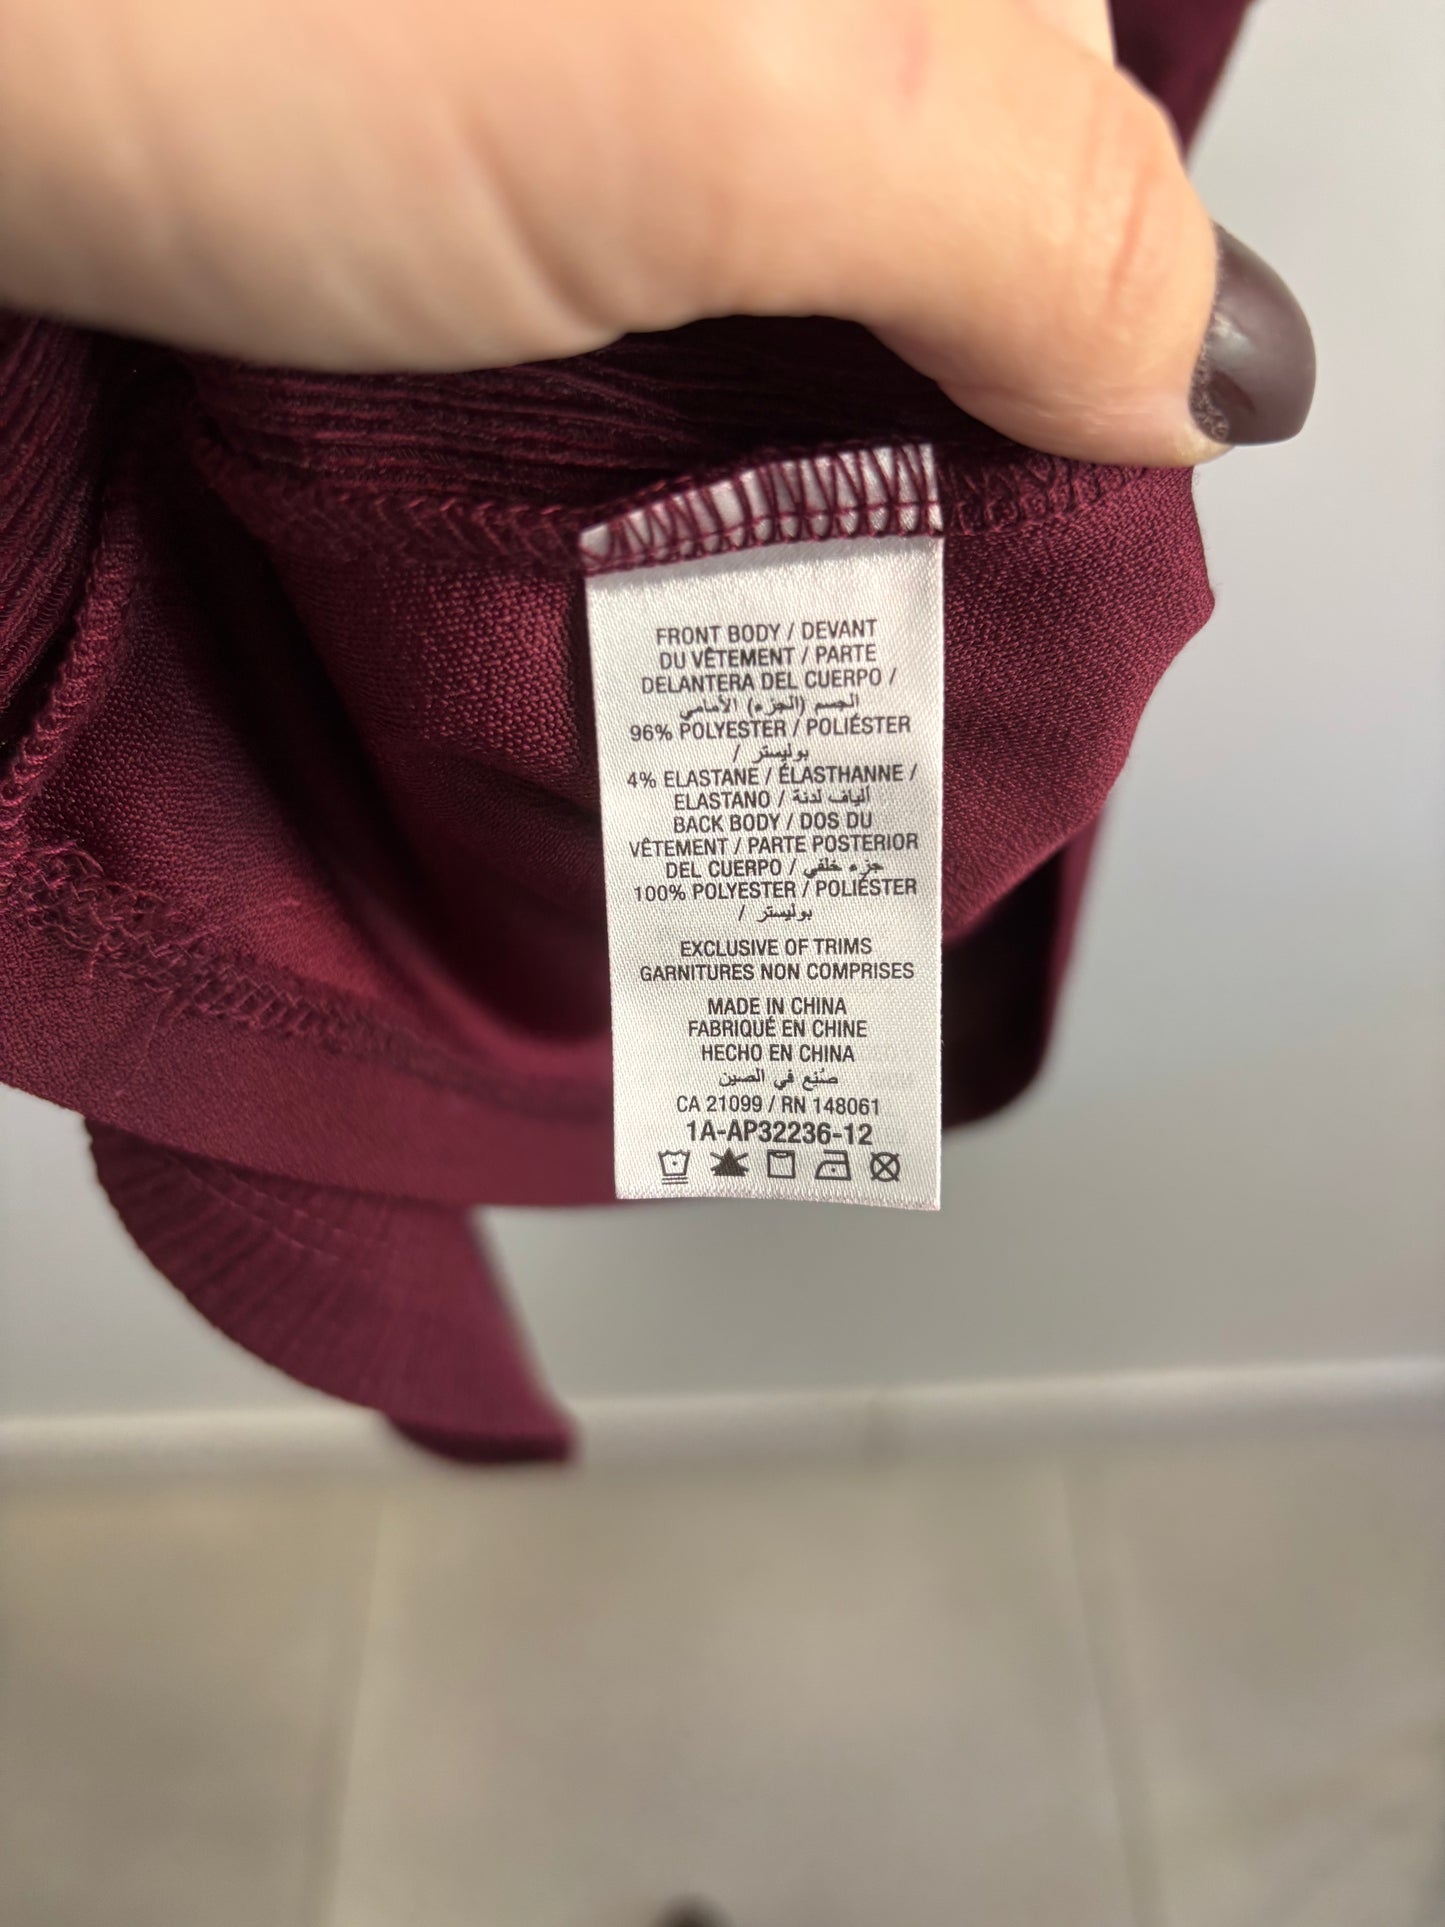 FRONT BODY / DEVANT
DU VÊTEMENT / PARTE
DELANTERA DEL CUERPO /
الجسم (الجزء) الأمامي
96% POLYESTER / POLIÉSTER
/ بوليستر
4% ELASTANE / ÉLASTHANNE /
ELASTANO / ألياف لدنة
BACK BODY / DOS DU
VÊTEMENT / PARTE POSTERIOR
DEL CUERPO / جزء خلفي
100% POLYESTER / POLIÉSTER
/ بوليستر
EXCLUSIVE OF TRIMS
GARNITURES NON COMPRISES
MADE IN CHINA
FABRIQUÉ EN CHINE
HECHO EN CHINA
صُنِع في الصين
CA 21099 / RN 148061
1A-AP32236-12